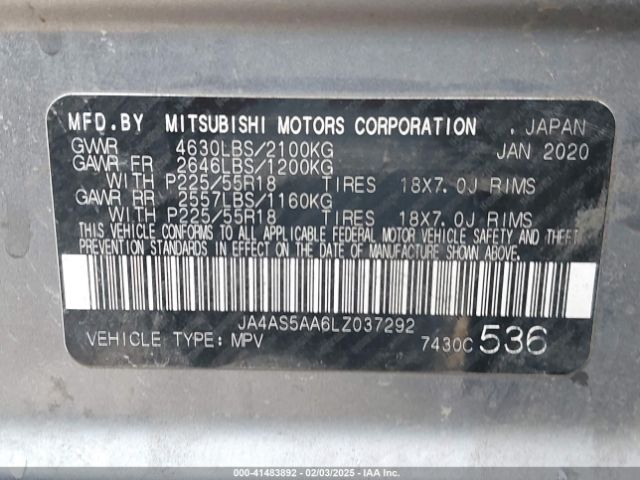 MFD.BY MITSUBISHI MOTORS CORPORATION , JAPAN
GVWR 4630LBS/2100KG JAN 2020
GAWR FR 2646LBS/1200KG
WITH P225/55R18 TIRES 18X7.0J RIMS
GAWR RR 2557LBS/1160KG
WITH P225/55R18 TIRES 18X7.0J RIMS
THIS VEHICLE CONFORMS TO ALL APPLICABLE FEDERAL MOTOR VEHICLE SAFETY AND THEFT
PREVENTION STANDARDS IN EFFECT ON THE DATE OF MANUFACTURE SHOWN ABOVE.
JA4AS5AA6LZ037292
VEHICLE TYPE: MPV 7430C 536
000-41483892 - 02/03/2025 - IAA Inc.